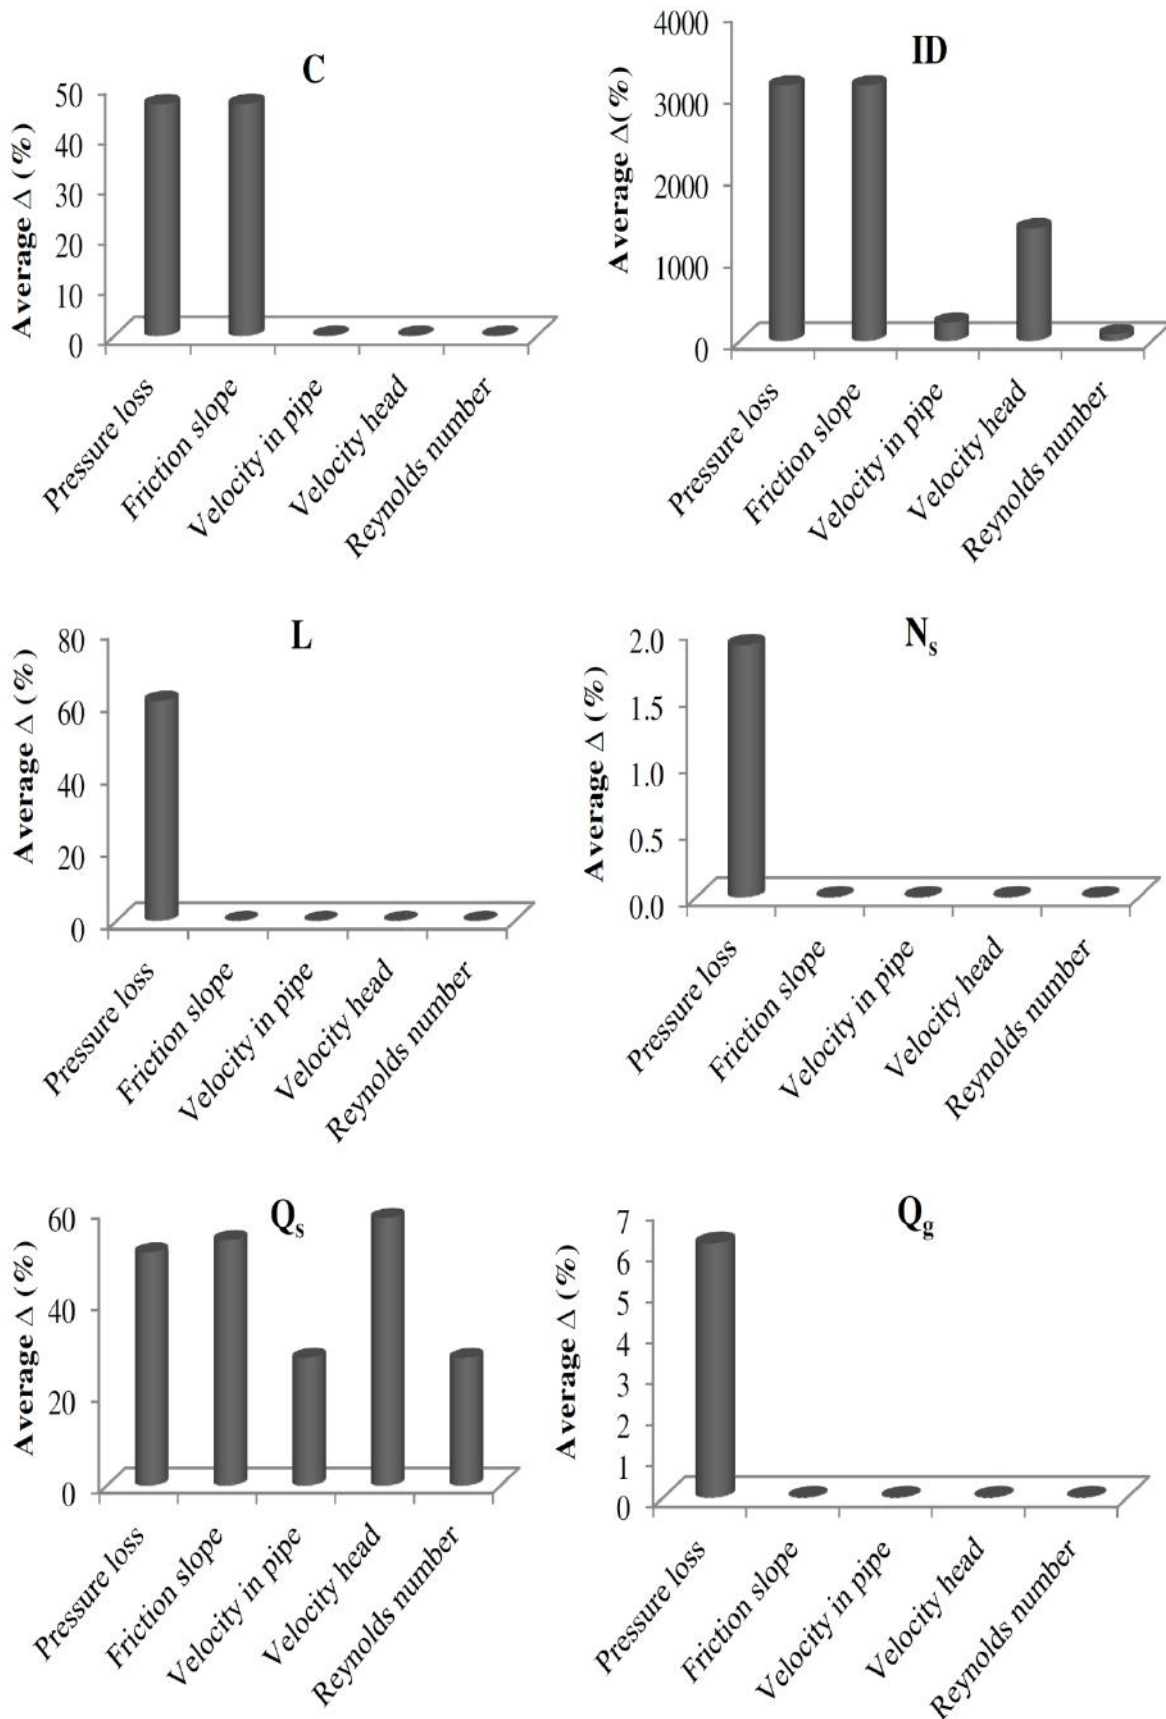 C
Average Δ (%)
50
40
30
20
10
0
Pressure loss
Friction slope
Velocity in pipe
Velocity head
Reynolds number
ID
Average Δ(%)
4000
3000
2000
1000
0
Pressure loss
Friction slope
Velocity in pipe
Velocity head
Reynolds number
L
Average Δ (%)
80
60
40
20
0
Pressure loss
Friction slope
Velocity in pipe
Velocity head
Reynolds number
Ns
Average Δ (%)
2.0
1.5
1.0
0.5
0.0
Pressure loss
Friction slope
Velocity in pipe
Velocity head
Reynolds number
Qs
Average Δ (%)
60
40
20
0
Pressure loss
Friction slope
Velocity in pipe
Velocity head
Reynolds number
Qg
Average Δ (%)
7
6
5
4
3
2
1
0
Pressure loss
Friction slope
Velocity in pipe
Velocity head
Reynolds number